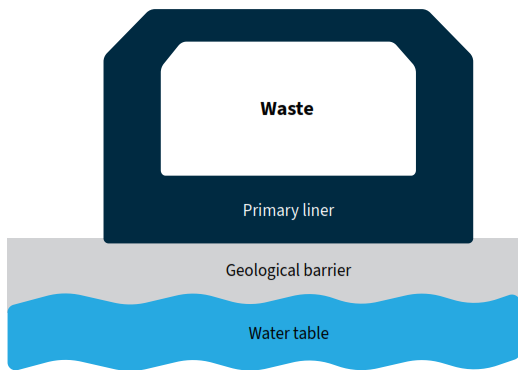 Waste
Primary liner
Geological barrier
Water table